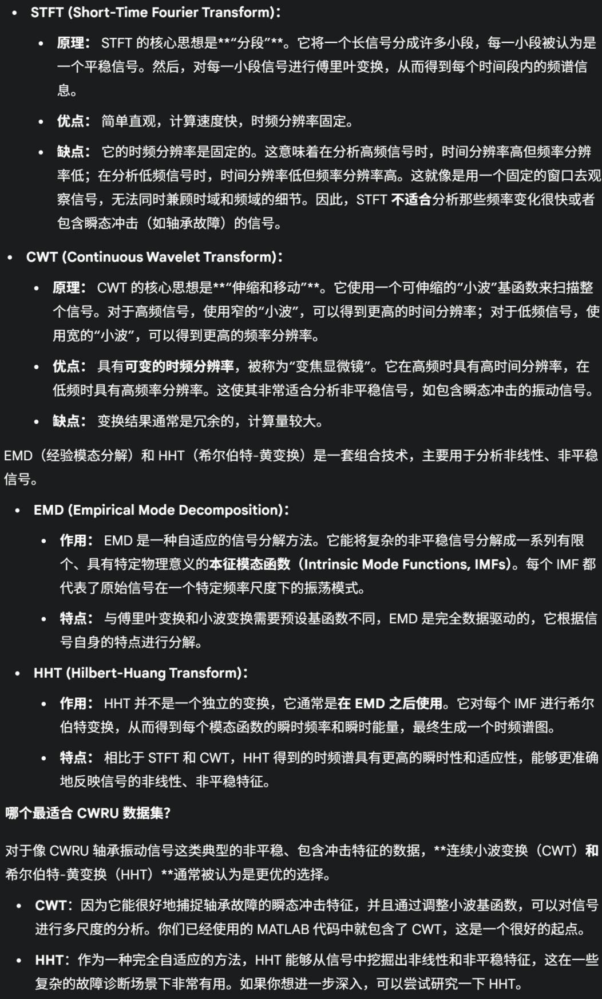 • STFT (Short-Time Fourier Transform)：
• 原理： STFT 的核心思想是**“分段”**。它将一个长信号分成许多小段，每一小段被认为是
一个平稳信号。然后，对每一小段信号进行傅里叶变换，从而得到每个时间段内的频谱信
息。
• 优点： 简单直观，计算速度快，时频分辨率固定。
• 缺点： 它的时频分辨率是固定的。这意味着在分析高频信号时，时间分辨率高但频率分辨
率低；在分析低频信号时，时间分辨率低但频率分辨率高。这就像是用一个固定的窗口去观
察信号，无法同时兼顾时域和频域的细节。因此，STFT 不适合分析那些频率变化很快或者
包含瞬态冲击（如轴承故障）的信号。
• CWT (Continuous Wavelet Transform)：
• 原理： CWT 的核心思想是**“伸缩和移动”**。它使用一个可伸缩的“小波”基函数来扫描整
个信号。对于高频信号，使用窄的“小波”，可以得到更高的时间分辨率；对于低频信号，使
用宽的“小波”，可以得到更高的频率分辨率。
• 优点： 具有可变的时频分辨率，被称为“变焦显微镜”。它在高频时具有高时间分辨率，在
低频时具有高频率分辨率。这使其非常适合分析非平稳信号，如包含瞬态冲击的振动信号。
• 缺点： 变换结果通常是冗余的，计算量较大。
EMD（经验模态分解）和 HHT（希尔伯特-黄变换）是一套组合技术，主要用于分析非线性、非平稳
信号。
• EMD (Empirical Mode Decomposition)：
• 作用： EMD 是一种自适应的信号分解方法。它能将复杂的非平稳信号分解成一系列有限
个、具有特定物理意义的本征模态函数（Intrinsic Mode Functions, IMFs）。每个 IMF 都
代表了原始信号在一个特定频率尺度下的振荡模式。
• 特点： 与傅里叶变换和小波变换需要预设基函数不同，EMD 是完全数据驱动的，它根据信
号自身的特点进行分解。
• HHT (Hilbert-Huang Transform)：
• 作用： HHT 并不是一个独立的变换，它通常是在 EMD 之后使用。它对每个 IMF 进行希尔
伯特变换，从而得到每个模态函数的瞬时频率和瞬时能量，最终生成一个时频谱图。
• 特点： 相比于 STFT 和 CWT，HHT 得到的时频谱具有更高的瞬时性和适应性，能够更准确
地反映信号的非线性、非平稳特征。
哪个最适合 CWRU 数据集？
对于像 CWRU 轴承振动信号这类典型的非平稳、包含冲击特征的数据，**连续小波变换（CWT）和
希尔伯特-黄变换（HHT）**通常被认为是更优的选择。
• CWT：因为它能很好地捕捉轴承故障的瞬态冲击特征，并且通过调整小波基函数，可以对信号
进行多尺度的分析。你们已经使用的 MATLAB 代码中就包含了 CWT，这是一个很好的起点。
• HHT：作为一种完全自适应的方法，HHT 能够从信号中挖掘出非线性和非平稳特征，这在一些
复杂的故障诊断场景下非常有用。如果你想进一步深入，可以尝试研究一下 HHT。